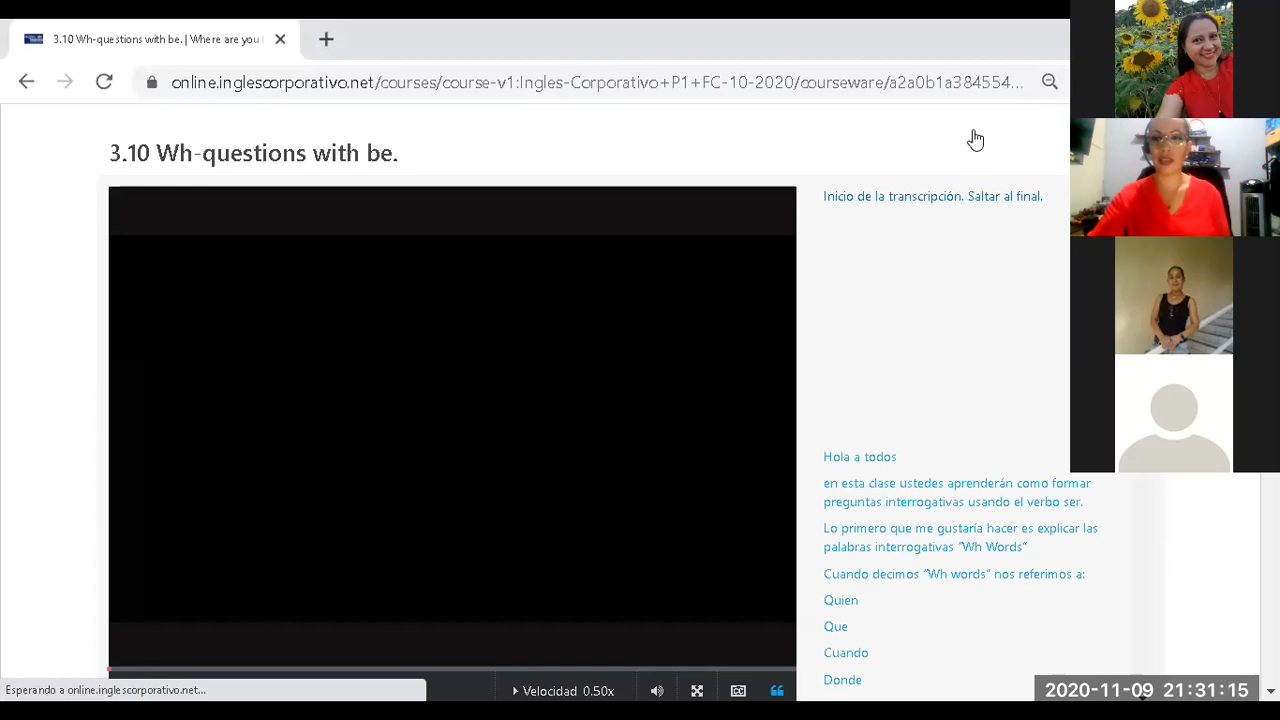 3.10 Wh-questions with be. | Where are you
online.inglescorporativo.net/courses/course-v1:Ingles-Corporativo+P1+FC-10-2020/courseware/a2a0b1a384554...
3.10 Wh-questions with be.
Inicio de la transcripción. Saltar al final.
Hola a todos
en esta clase ustedes aprenderán como formar
preguntas interrogativas usando el verbo ser.
Lo primero que me gustaría hacer es explicar las
palabras interrogativas "Wh Words"
Cuando decimos "Wh words" nos referimos a:
Quien
Que
Cuando
Donde
Esperando a online.inglescorporativo.net...
Velocidad 0.50x
2020-11-09 21:31:15